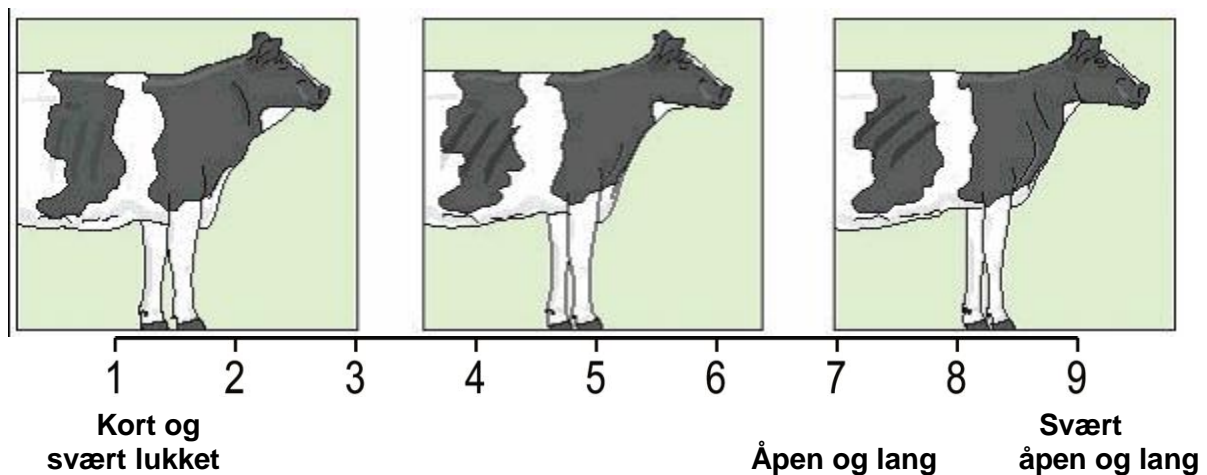 1 2 3 4 5 6 7 8 9
Kort og
svært lukket
Åpen og lang
Svært
åpen og lang